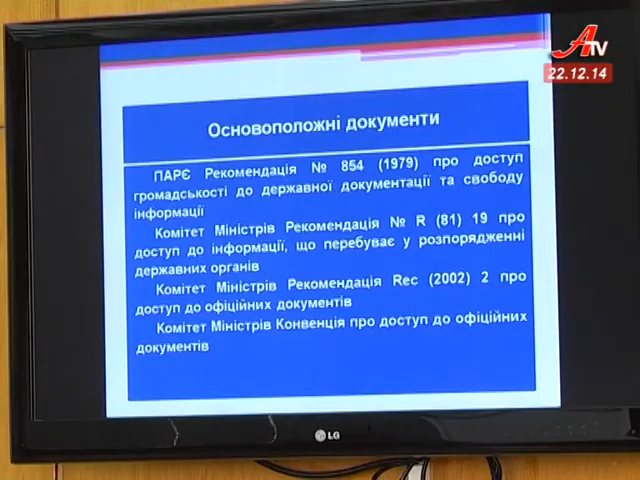 ATV
22.12.14
Основоположні документи
ПАРЄ Рекомендація № 854 (1979) про доступ
громадськості до державної документації та свободу
інформації
Комітет Міністрів Рекомендація № R (81) 19 про
доступ до інформації, що перебуває у розпорядженні
державних органів
Комітет Міністрів Рекомендація Rec (2002) 2 про
доступ до офіційних документів
Комітет Міністрів Конвенція про доступ до офіційних
документів
LG